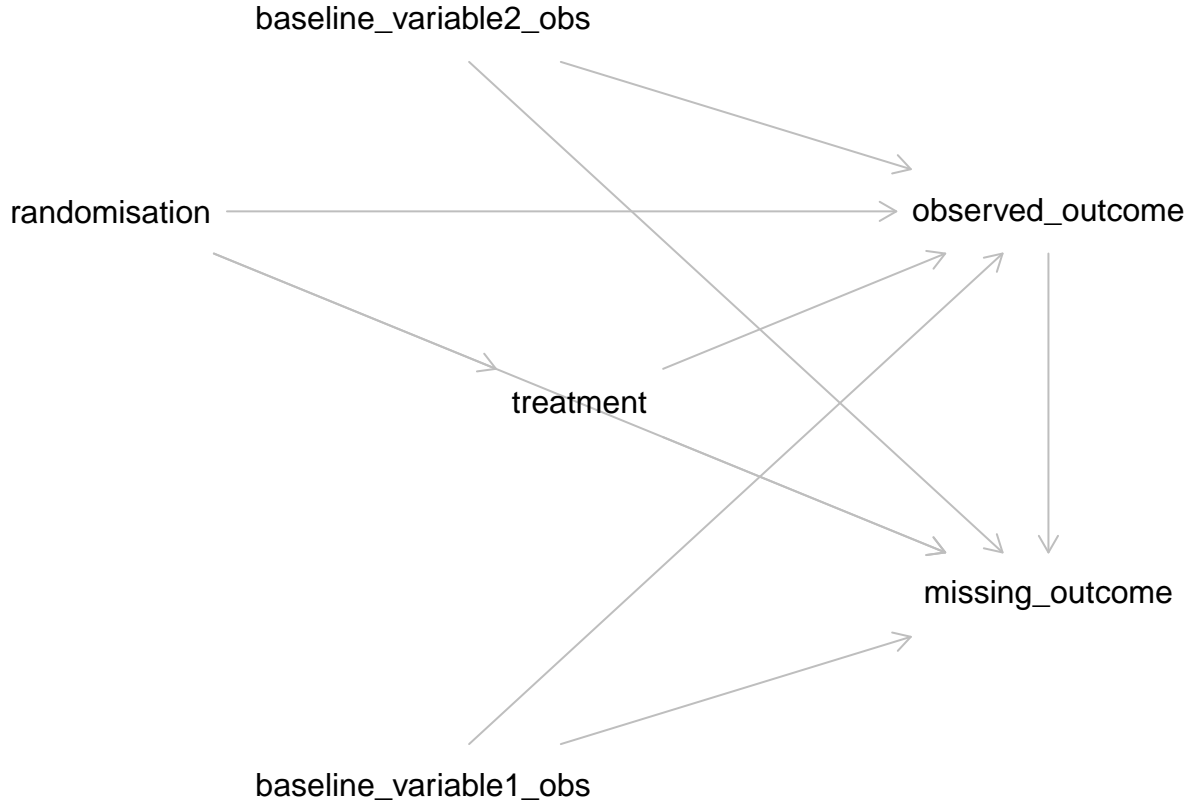 baseline_variable2_obs
randomisation
observed_outcome
treatment
missing_outcome
baseline_variable1_obs